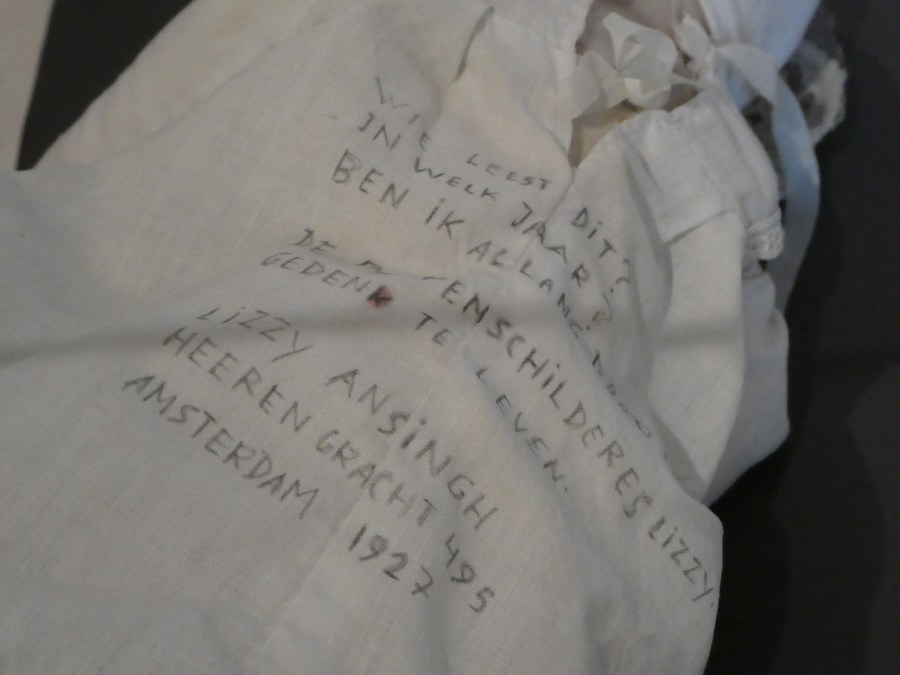 WIE LEEST DiT?
IN WELK JAAR?
BEN iK AL LANG
DE ENSCHiLDERES LiZZY.
GEDENK TE LEVEN.
LiZZY ANSiNGH
HEEREN GRACHT 495
AMSTERDAM 1927